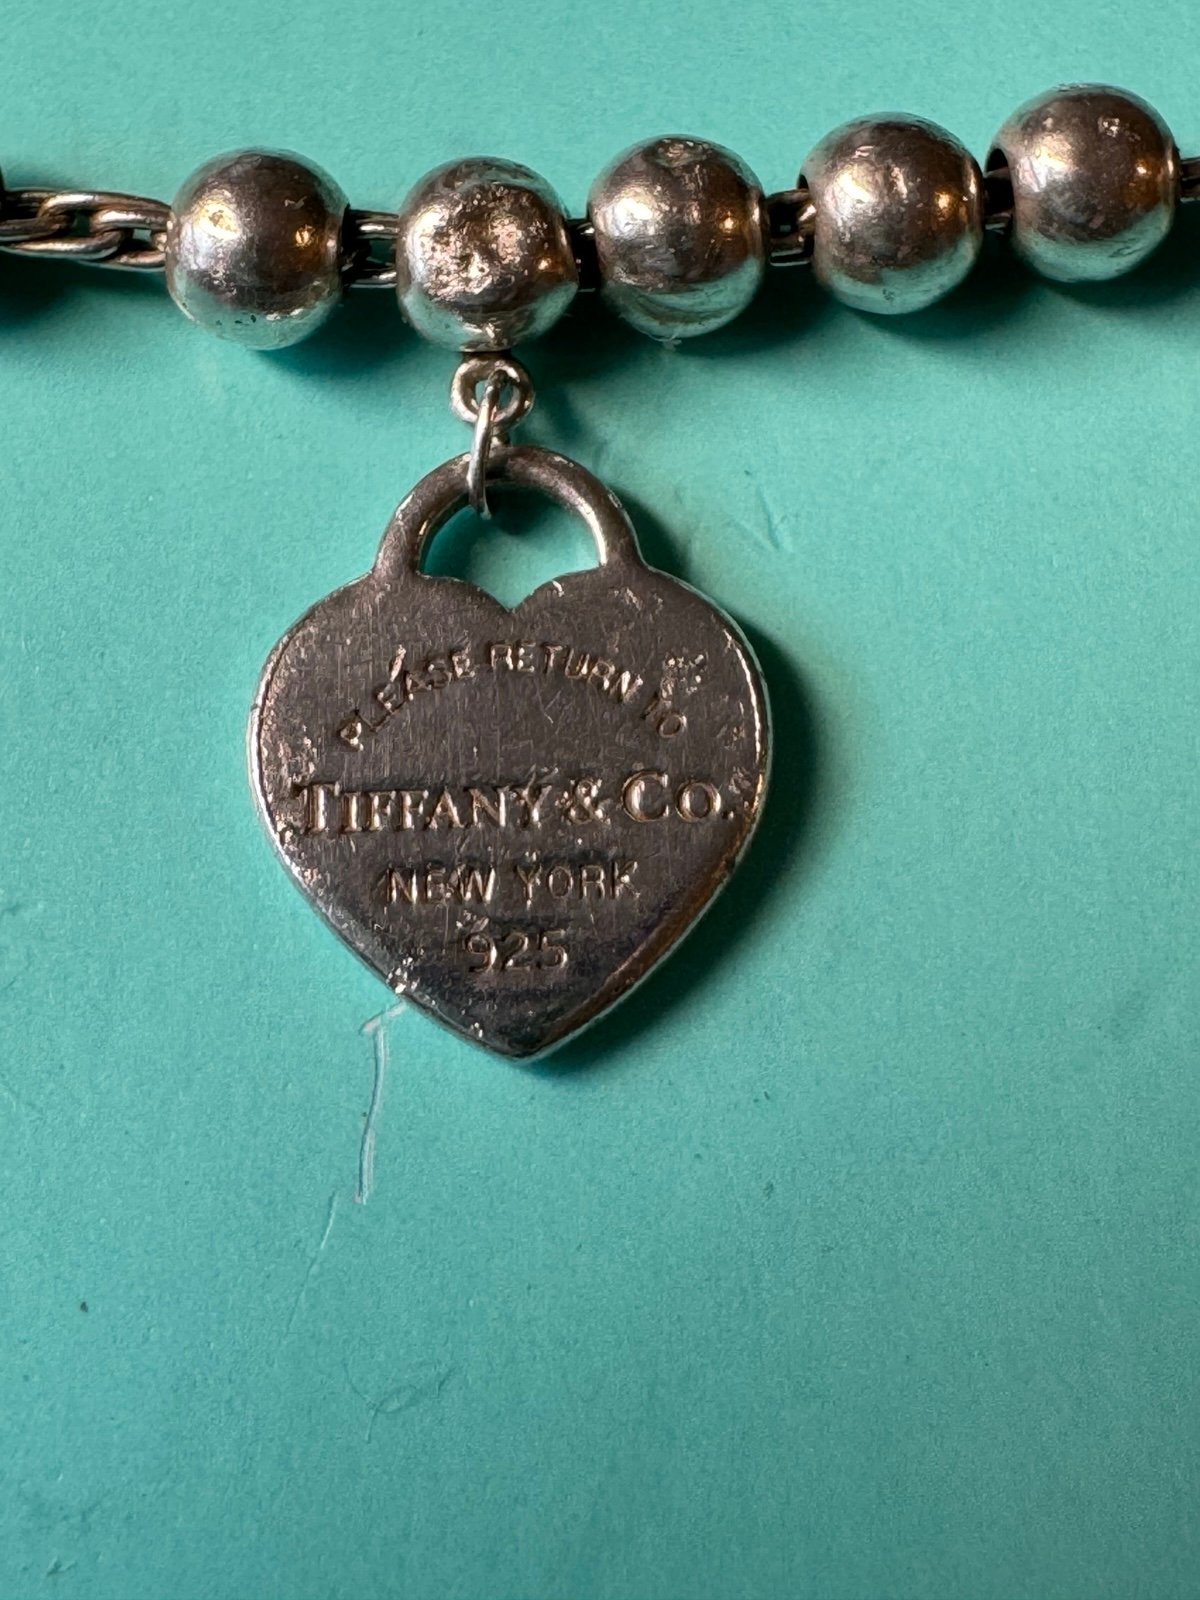 PLEASE RETURN TO
TIFFANY & CO.
NEW YORK
925